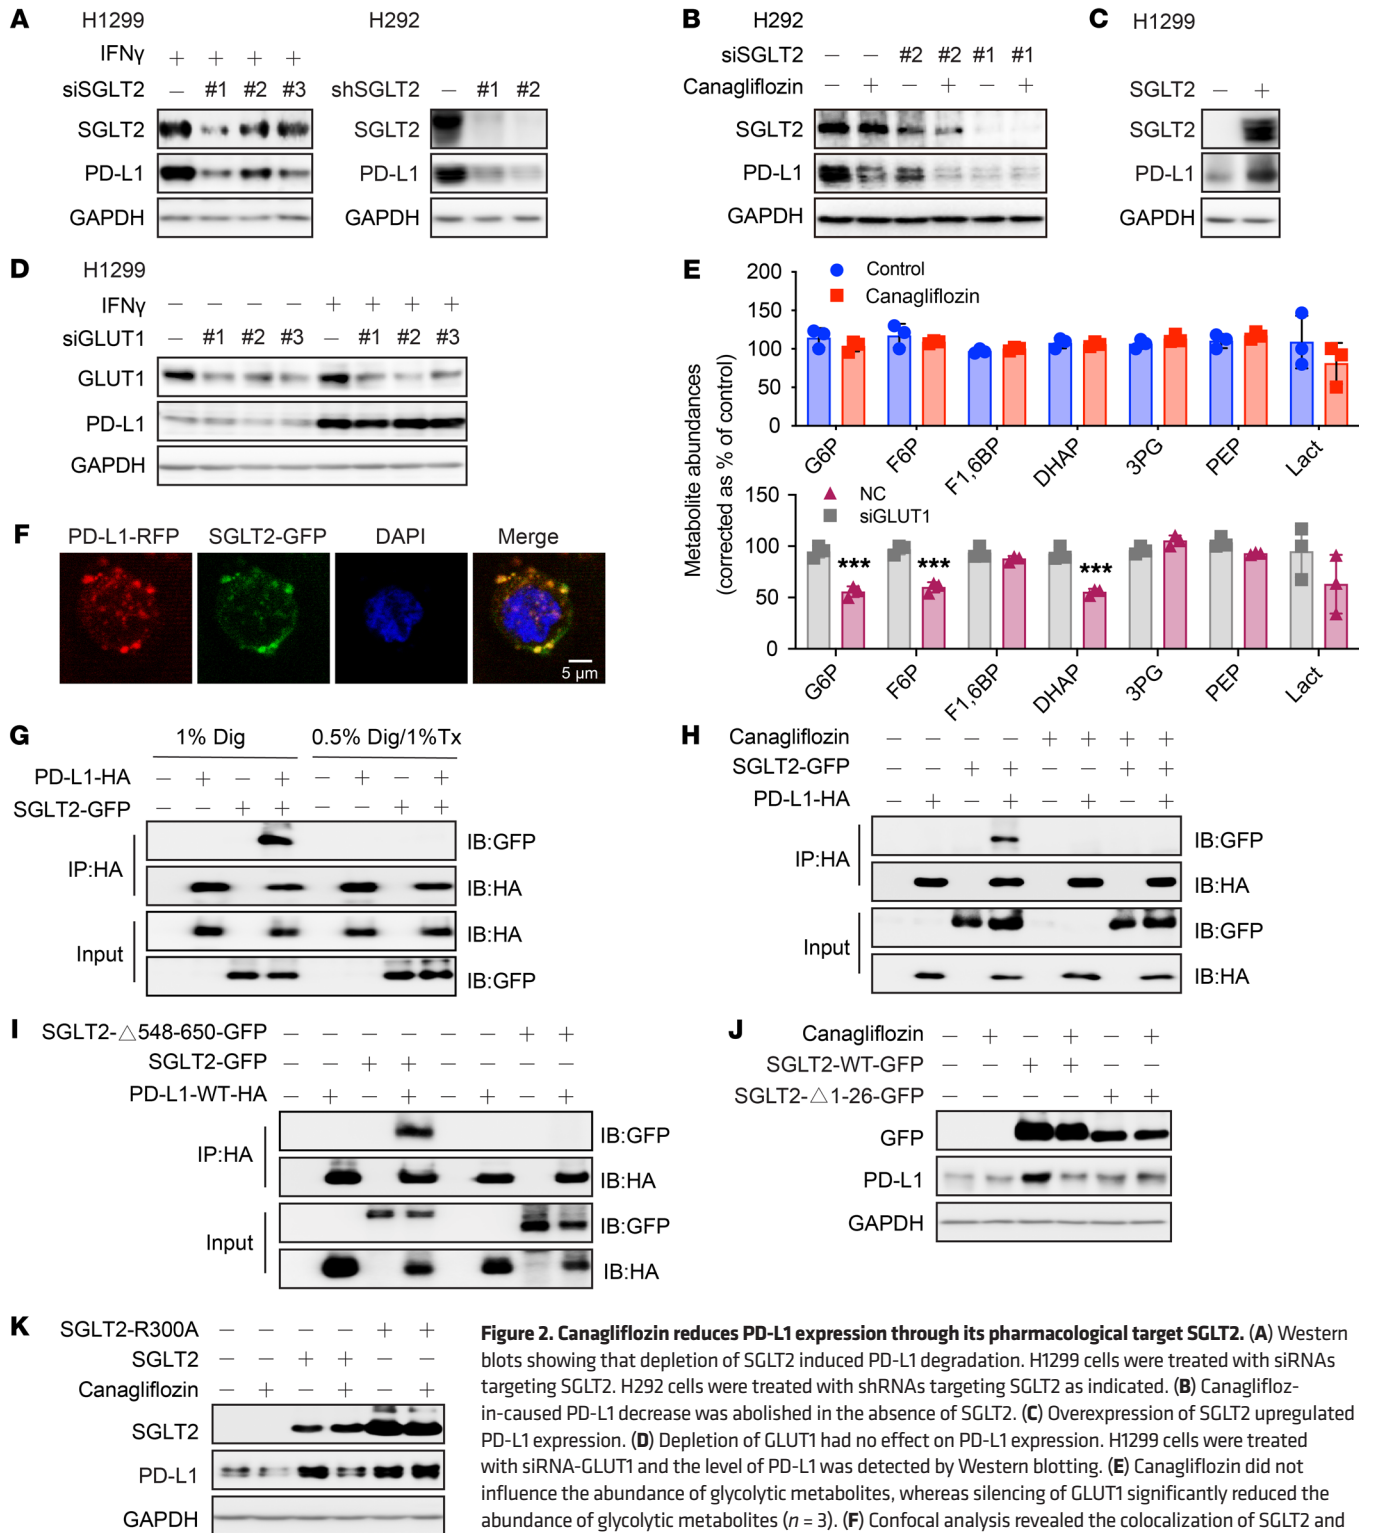 A
H1299
H292
IFNγ + + + +
siSGLT2 – #1 #2 #3
shSGLT2 – #1 #2
SGLT2
SGLT2
PD-L1
PD-L1
GAPDH
GAPDH
B
H292
siSGLT2 – – #2 #2 #1 #1
Canagliflozin – + – + – +
SGLT2
PD-L1
GAPDH
C
H1299
SGLT2 – +
SGLT2
PD-L1
GAPDH
D
H1299
IFNγ – – – – + + + +
siGLUT1 – #1 #2 #3 – #1 #2 #3
GLUT1
PD-L1
GAPDH
E
Metabolite abundances
(corrected as % of control)
200
150
100
50
0
Control
Canagliflozin
G6P F6P F1,6BP DHAP 3PG PEP Lact
150
100
50
0
NC
siGLUT1
*** *** ***
G6P F6P F1,6BP DHAP 3PG PEP Lact
F
PD-L1-RFP SGLT2-GFP DAPI Merge
5 μm
G
1% Dig 0.5% Dig/1%Tx
PD-L1-HA – + – + – + – +
SGLT2-GFP – – + + – – + +
IP:HA
IB:GFP
IB:HA
Input
IB:HA
IB:GFP
H
Canagliflozin – – – – + + + +
SGLT2-GFP – – + + – – + +
PD-L1-HA – + – + – + – +
IP:HA
IB:GFP
IB:HA
Input
IB:GFP
IB:HA
I
SGLT2-△548-650-GFP – – – – – – + +
SGLT2-GFP – – + + – – – –
PD-L1-WT-HA – + – + – + – +
IP:HA
IB:GFP
IB:HA
Input
IB:GFP
IB:HA
J
Canagliflozin – + – + – +
SGLT2-WT-GFP – – + + – –
SGLT2-△1-26-GFP – – – – + +
GFP
PD-L1
GAPDH
K
SGLT2-R300A – – – – + +
SGLT2 – – + + – –
Canagliflozin – + – + – +
SGLT2
PD-L1
GAPDH
Figure 2. Canagliflozin reduces PD-L1 expression through its pharmacological target SGLT2. (A) Western
blots showing that depletion of SGLT2 induced PD-L1 degradation. H1299 cells were treated with siRNAs
targeting SGLT2. H292 cells were treated with shRNAs targeting SGLT2 as indicated. (B) Canagifloz-
in-caused PD-L1 decrease was abolished in the absence of SGLT2. (C) Overexpression of SGLT2 upregulated
PD-L1 expression. (D) Depletion of GLUT1 had no effect on PD-L1 expression. H1299 cells were treated
with siRNA-GLUT1 and the level of PD-L1 was detected by Western blotting. (E) Canagliflozin did not
influence the abundance of glycolytic metabolites, whereas silencing of GLUT1 significantly reduced the
abundance of glycolytic metabolites (n = 3). (F) Confocal analysis revealed the colocalization of SGLT2 and